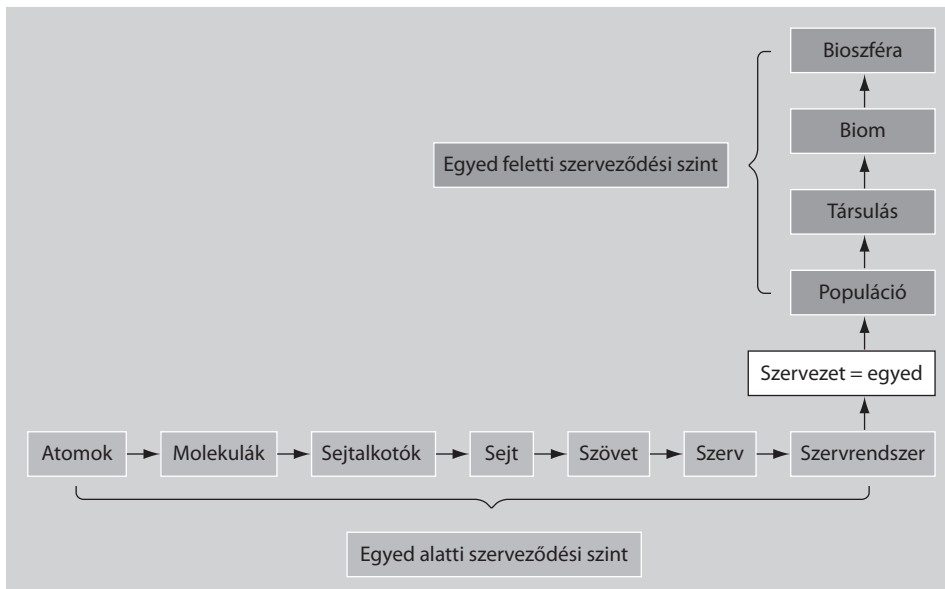 Bioszféra
Biom
Egyed feletti szerveződési szint
Társulás
Populáció
Szervezet = egyed
Atomok
Molekulák
Sejtalkotók
Sejt
Szövet
Szerv
Szervrendszer
Egyed alatti szerveződési szint